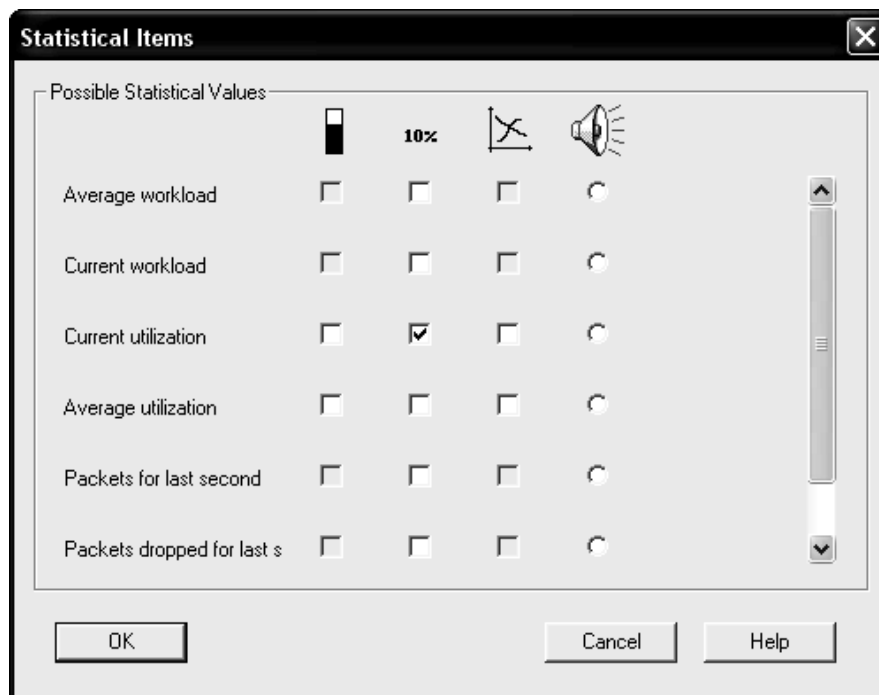 Statistical Items
Possible Statistical Values
10%
Average workload
Current workload
Current utilization
Average utilization
Packets for last second
Packets dropped for last s
OK Cancel Help